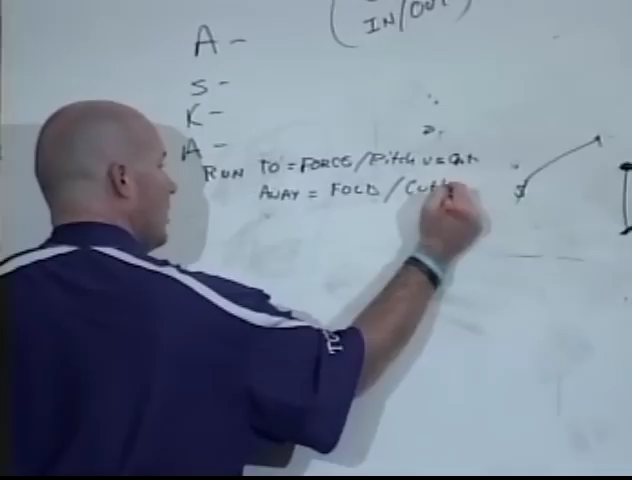 IN/OUT
A -
S -
K -
A -
RUN TO = FORCE / Pitch
AWAY = FOLD /